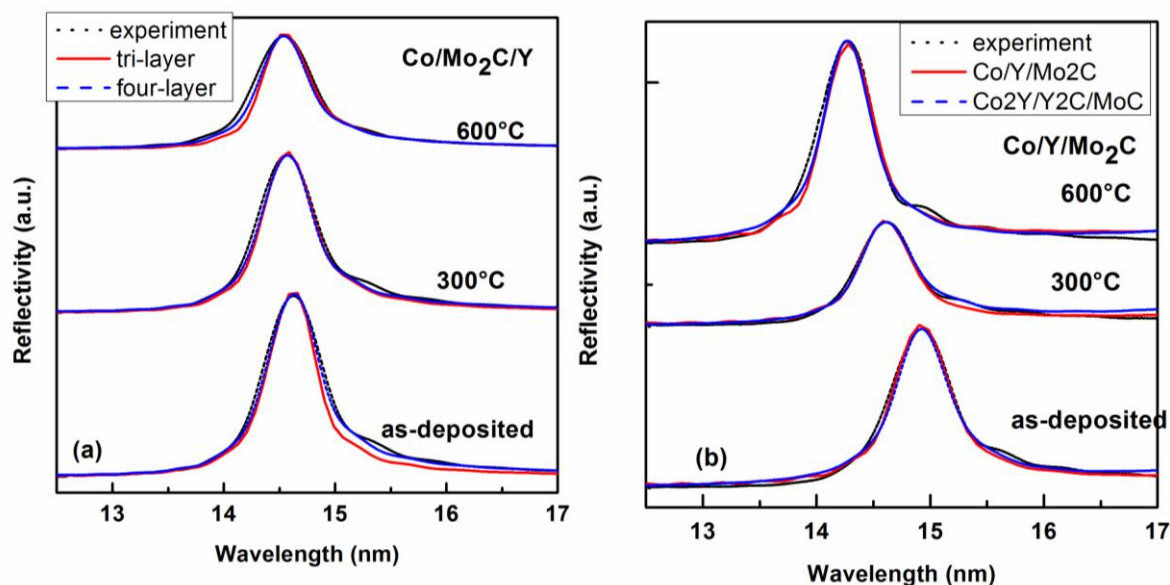 experiment
tri-layer
four-layer
Co/Mo₂C/Y
600°C
300°C
as-deposited
(a)
Reflectivity (a.u.)
13 14 15 16 17
Wavelength (nm)
experiment
Co/Y/Mo2C
Co2Y/Y2C/MoC
Co/Y/Mo₂C
600°C
300°C
as-deposited
(b)
Reflectivity (a.u.)
13 14 15 16 17
Wavelength (nm)